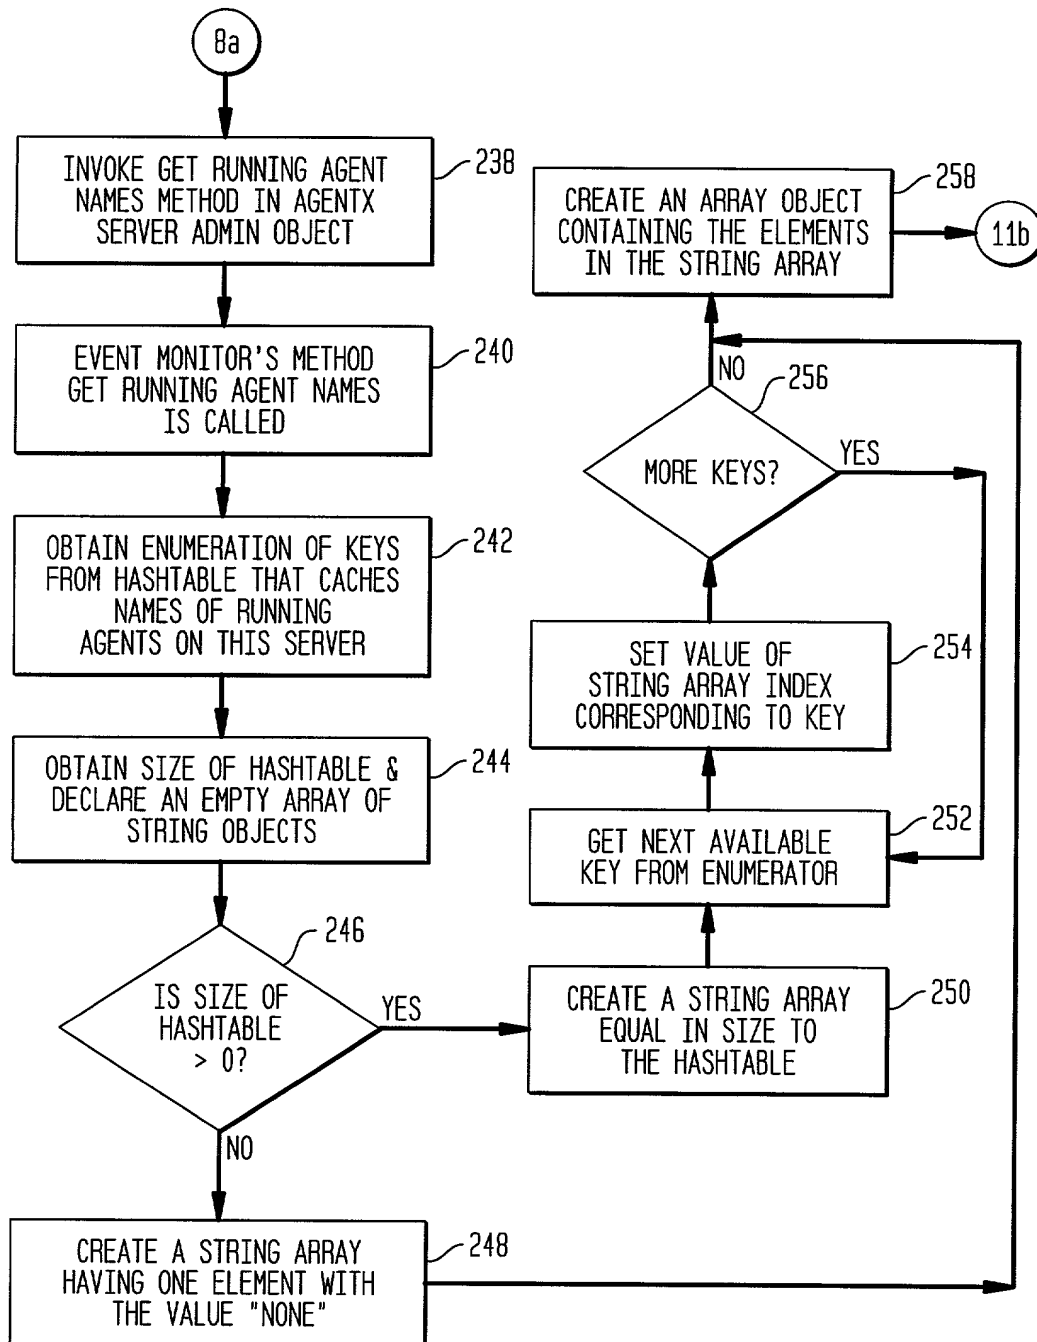 8a
INVOKE GET RUNNING AGENT
NAMES METHOD IN AGENTX
SERVER ADMIN OBJECT
238
EVENT MONITOR'S METHOD
GET RUNNING AGENT NAMES
IS CALLED
240
OBTAIN ENUMERATION OF KEYS
FROM HASHTABLE THAT CACHES
NAMES OF RUNNING
AGENTS ON THIS SERVER
242
OBTAIN SIZE OF HASHTABLE &
DECLARE AN EMPTY ARRAY OF
STRING OBJECTS
244
IS SIZE OF
HASHTABLE
> 0?
246
YES
NO
CREATE A STRING ARRAY
HAVING ONE ELEMENT WITH
THE VALUE "NONE"
248
CREATE AN ARRAY OBJECT
CONTAINING THE ELEMENTS
IN THE STRING ARRAY
258
11b
NO
256
MORE KEYS?
YES
SET VALUE OF
STRING ARRAY INDEX
CORRESPONDING TO KEY
254
GET NEXT AVAILABLE
KEY FROM ENUMERATOR
252
CREATE A STRING ARRAY
EQUAL IN SIZE TO
THE HASHTABLE
250